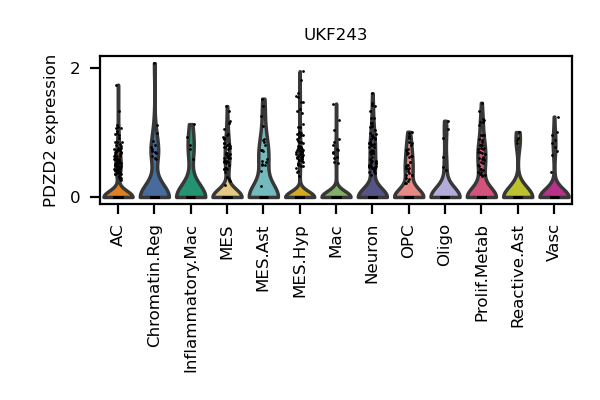 UKF243
PDZD2 expression
2
0
AC
Chromatin.Reg
Inflammatory.Mac
MES
MES.Ast
MES.Hyp
Mac
Neuron
OPC
Oligo
Prolif.Metab
Reactive.Ast
Vasc